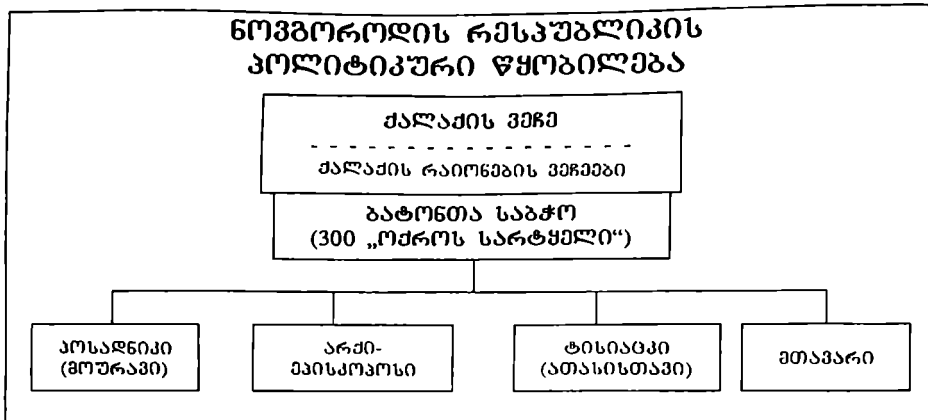 ნოვგოროდის რესპუბლიკის
პოლიტიკური წყობილება
ქალაქის ვეჩე
ქალაქის რაიონების ვეჩეები
ბატონთა საბჭო
(300 „ოქროს სარტყელი“)
პოსადნიკი
(მოურავი)
არქი-
ეპისკოპოსი
ტისიაცკი
(ათასისთავი)
მთავარი